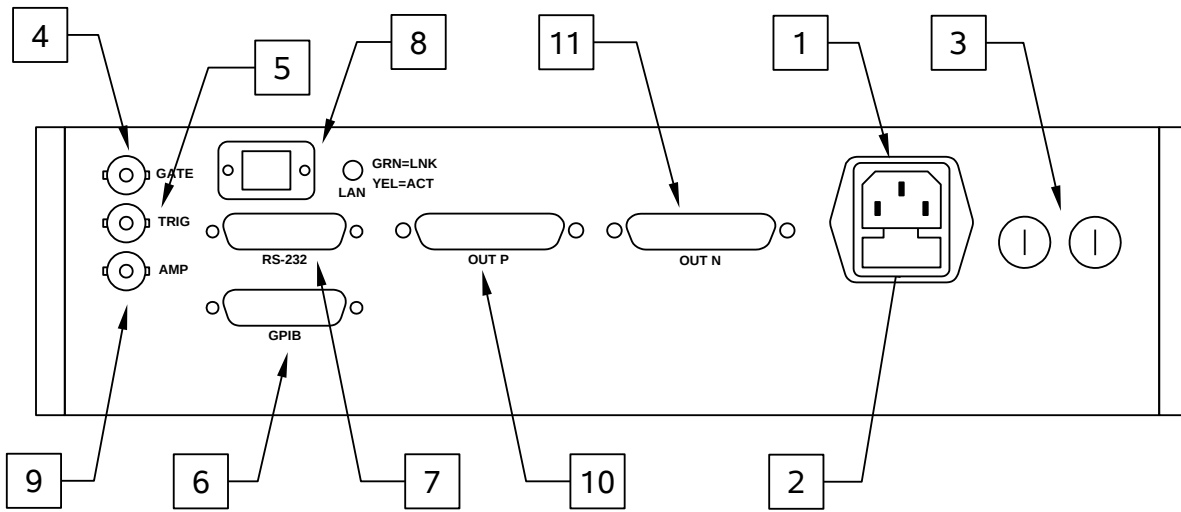 4
5
8
11
1
3
GATE
TRIG
AMP
GRN=LNK
YEL=ACT
LAN
RS-232
OUT P
OUT N
GPIB
9
6
7
10
2